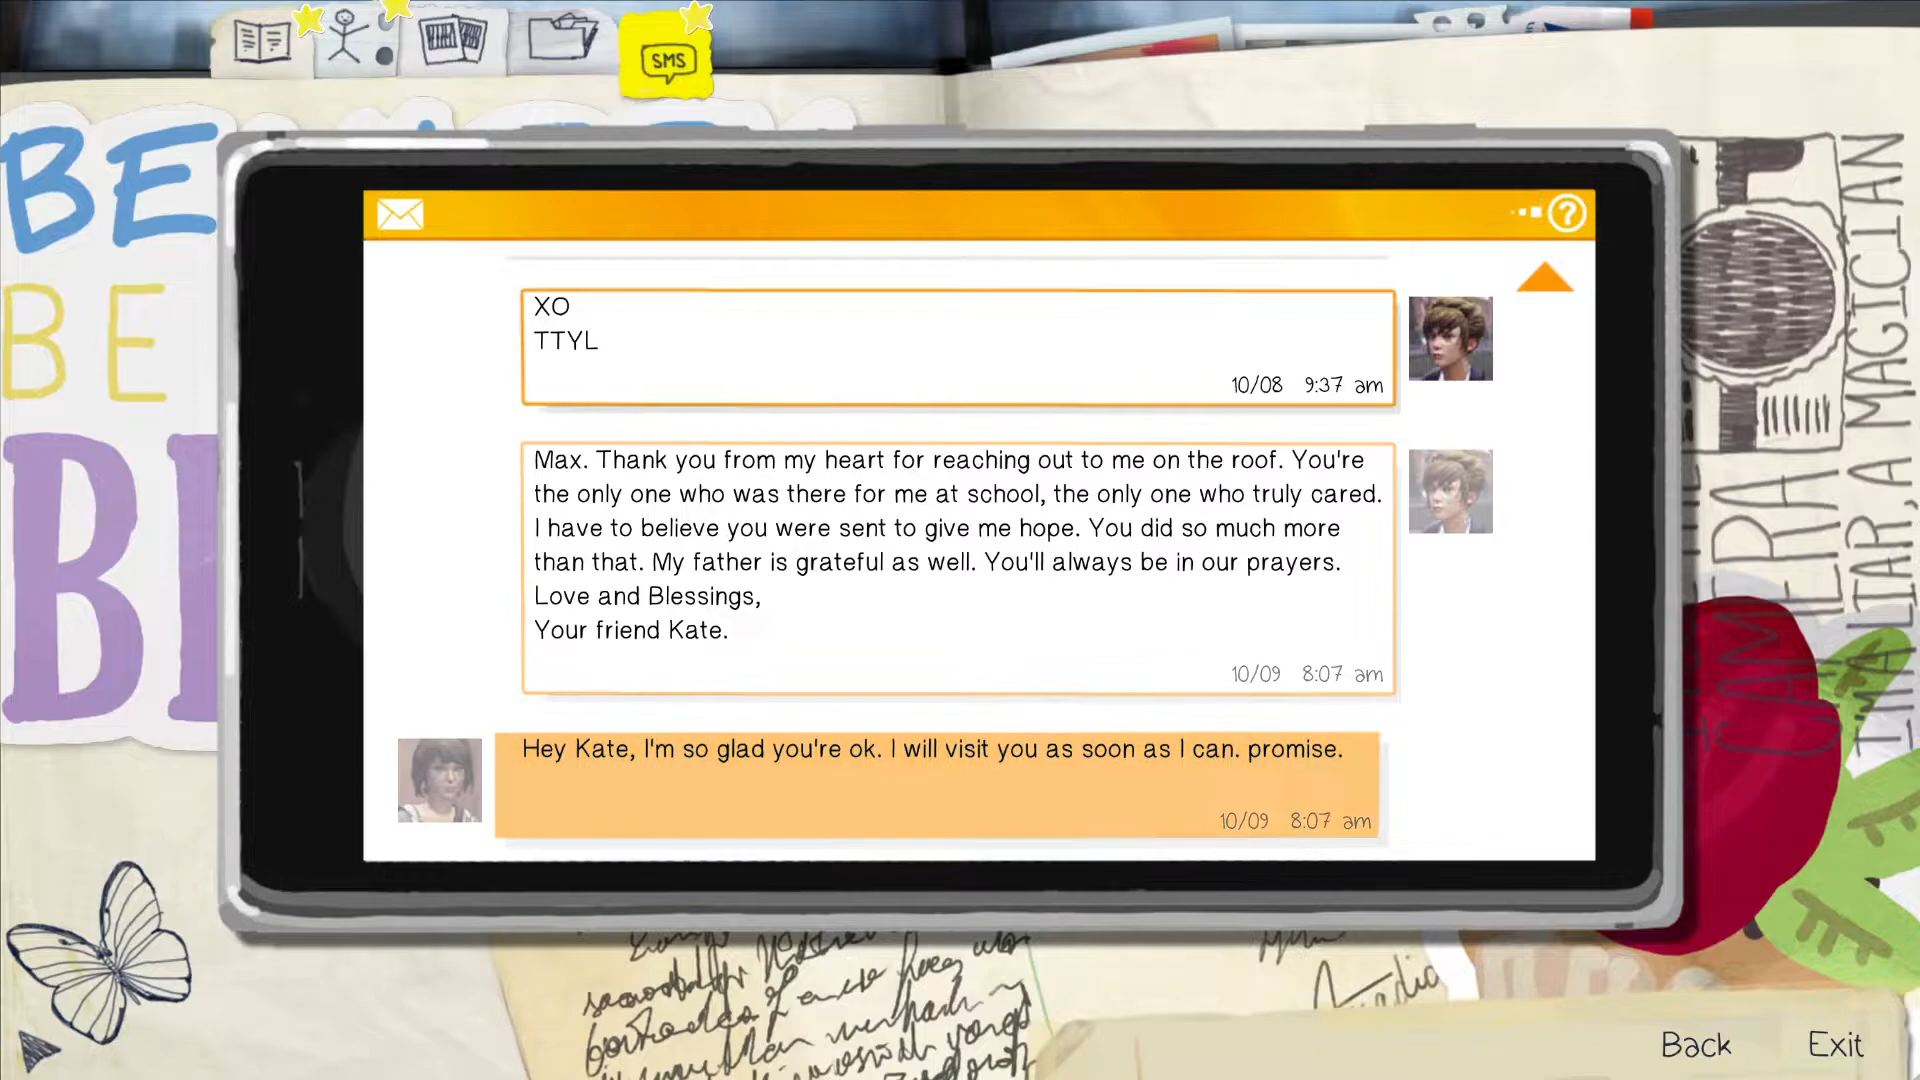 SMS
BE
BE
XO
TTYL
10/08 9:37 am
Max. Thank you from my heart for reaching out to me on the roof. You're
the only one who was there for me at school, the only one who truly cared.
I have to believe you were sent to give me hope. You did so much more
than that. My father is grateful as well. You'll always be in our prayers.
Love and Blessings,
Your friend Kate.
10/09 8:07 am
Hey Kate, I'm so glad you're ok. I will visit you as soon as I can. promise.
10/09 8:07 am
CAMERA
LIAR, A MAGICIAN
Back
Exit